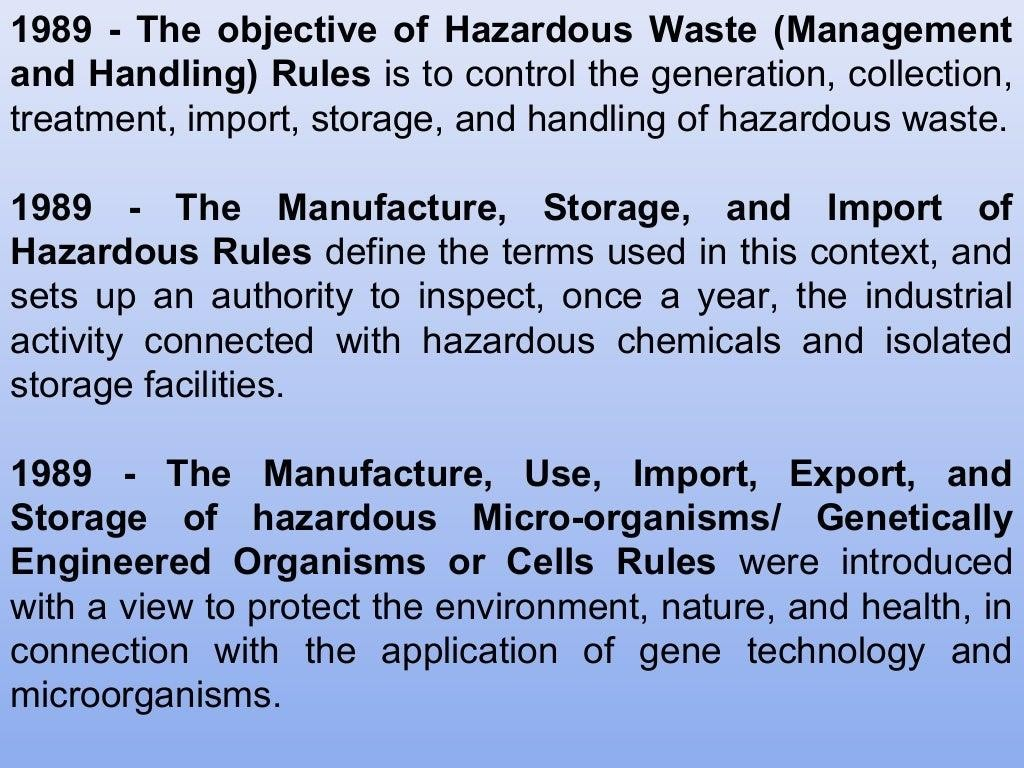 1989 - The objective of Hazardous Waste (Management
and Handling) Rules is to control the generation, collection,
treatment, import, storage, and handling of hazardous waste.
1989 - The Manufacture, Storage, and Import of
Hazardous Rules define the terms used in this context, and
sets up an authority to inspect, once a year, the industrial
activity connected with hazardous chemicals and isolated
storage facilities.
1989 - The Manufacture, Use, Import, Export, and
Storage of hazardous Micro-organisms/ Genetically
Engineered Organisms or Cells Rules were introduced
with a view to protect the environment, nature, and health, in
connection with the application of gene technology and
microorganisms.